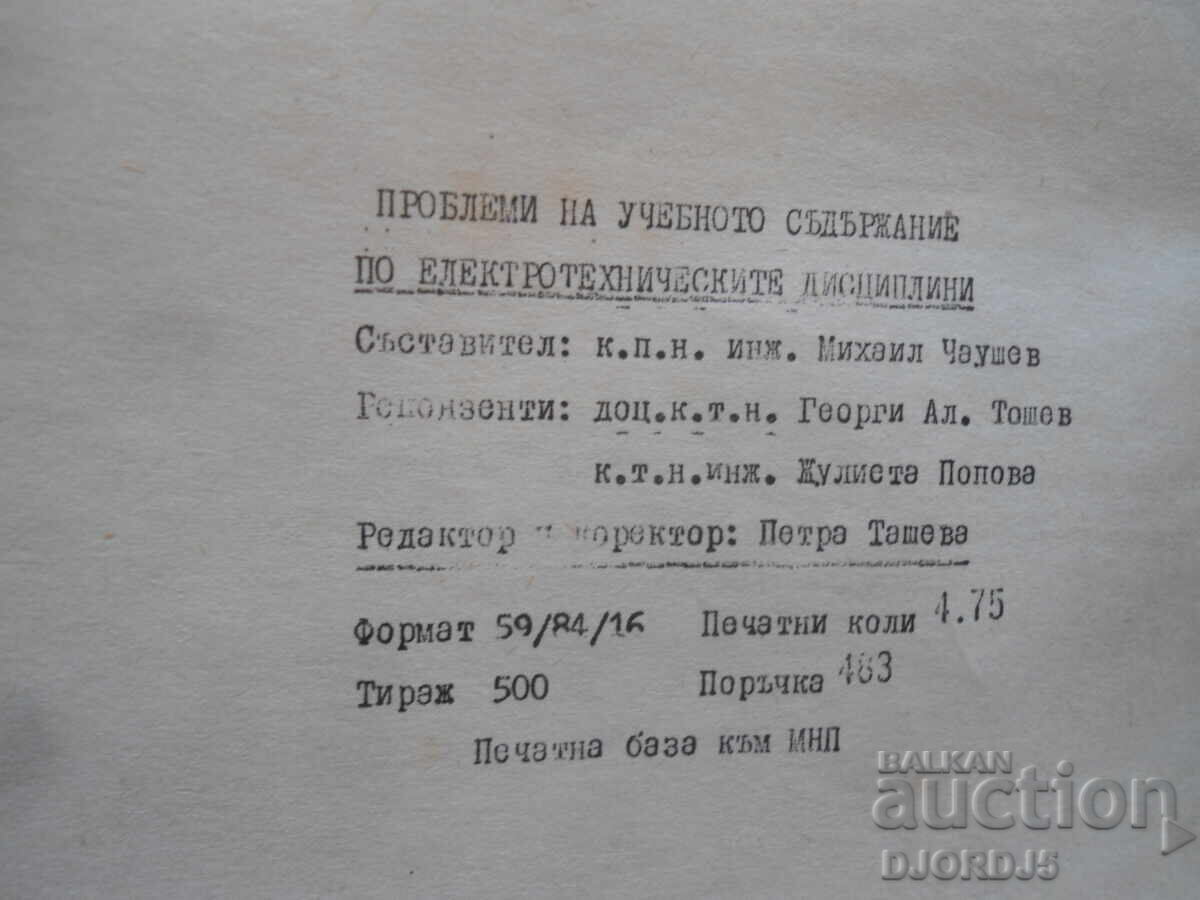 ПРОБЛЕМИ НА УЧЕБНОТО СЪДЪРЖАНИЕ
ПО ЕЛЕКТРОТЕХНИЧЕСКИТЕ ДИСЦИПЛИНИ
Съставител: к.п.н. инж. Михаил Чаушев
Рецензенти: доц.к.т.н. Георги Ал. Тошев
к.т.н.инж. Жулиета Попова
Редактор и коректор: Петра Ташева
Формат 59/84/16 Печатни коли 4.75
Тираж 500 Поръчка 483
Печатна база към МНП
BALKAN
auction
DJORDJ5